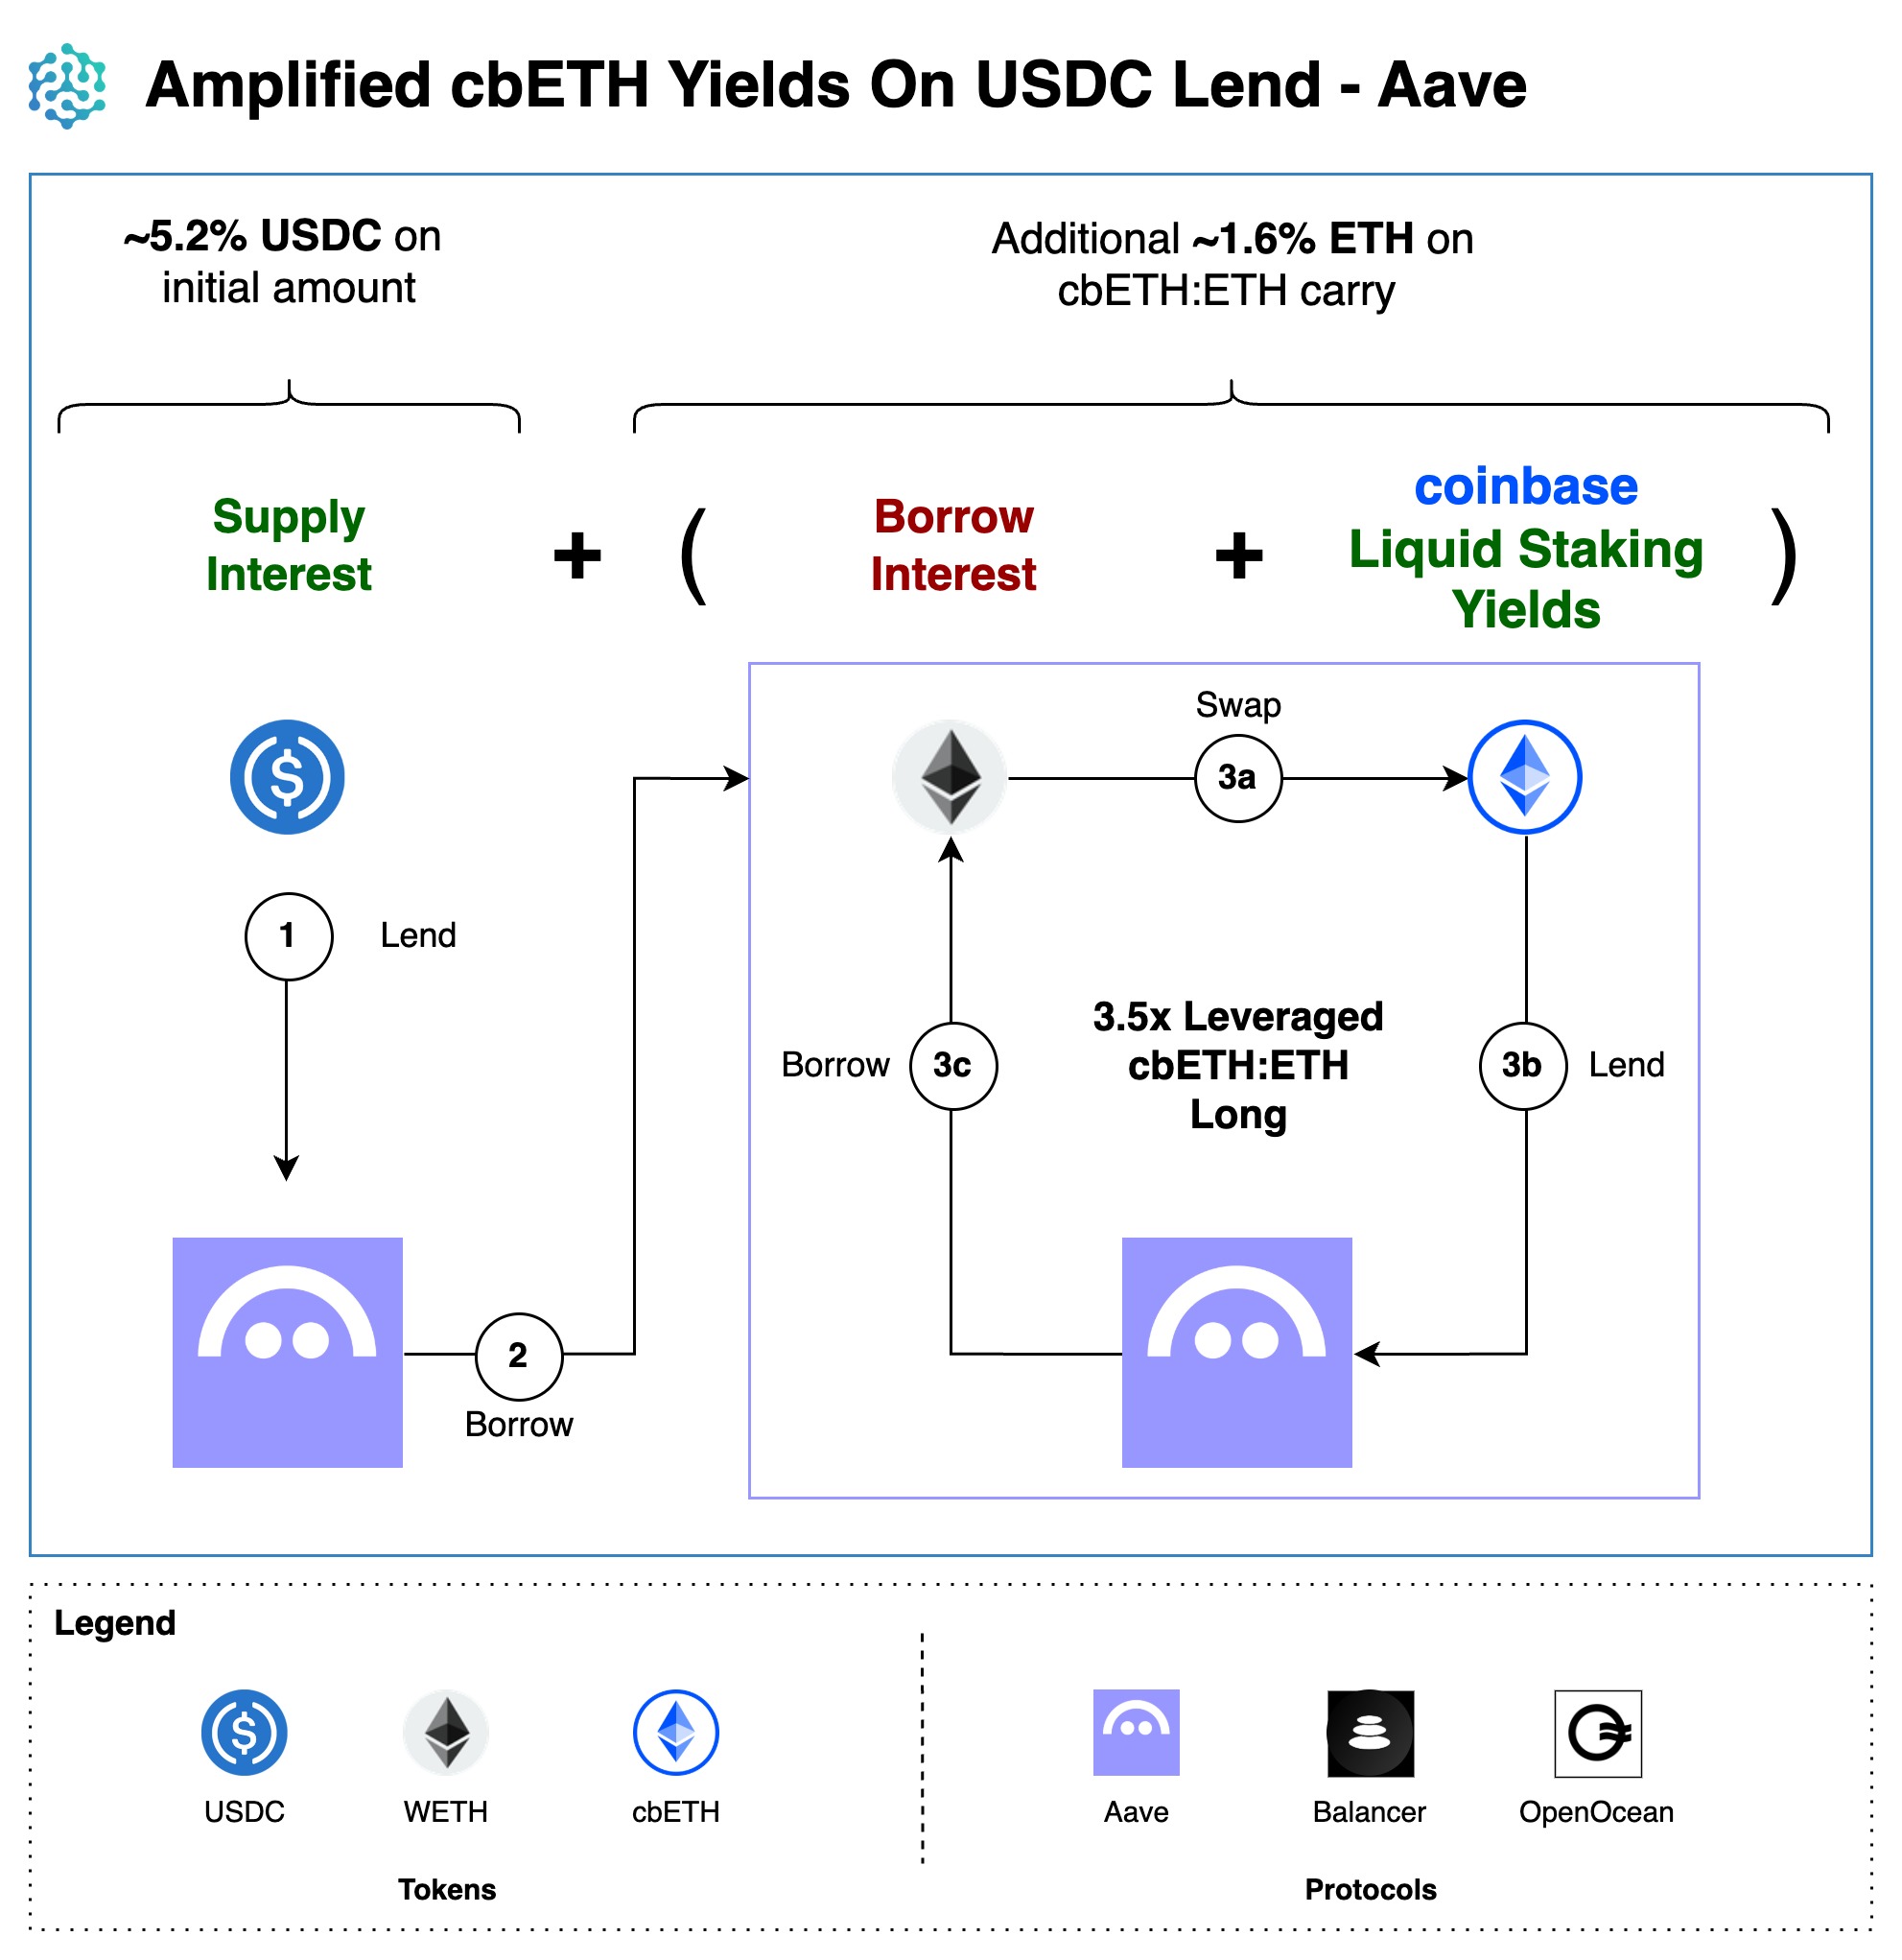 Amplified cbETH Yields On USDC Lend - Aave
~5.2% USDC on
initial amount
Additional ~1.6% ETH on
cbETH:ETH carry
Supply
Interest
+
(
Borrow
Interest
+
coinbase
Liquid Staking
Yields
)
Swap
3a
1
Lend
3.5x Leveraged
cbETH:ETH
Long
Borrow
3c
3b
Lend
2
Borrow
Legend
USDC
WETH
cbETH
Aave
Balancer
OpenOcean
Tokens
Protocols